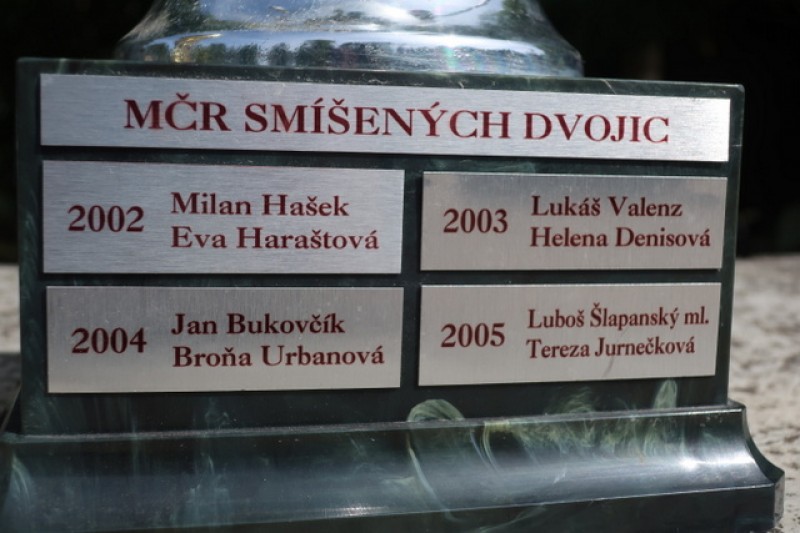 MČR SMÍŠENÝCH DVOJIC
2002
Milan Hašek
Eva Haraštová
2003
Lukáš Valenz
Helena Denisová
2004
Jan Bukovčík
Broňa Urbanová
2005
Luboš Šlapanský ml.
Tereza Jurnečková